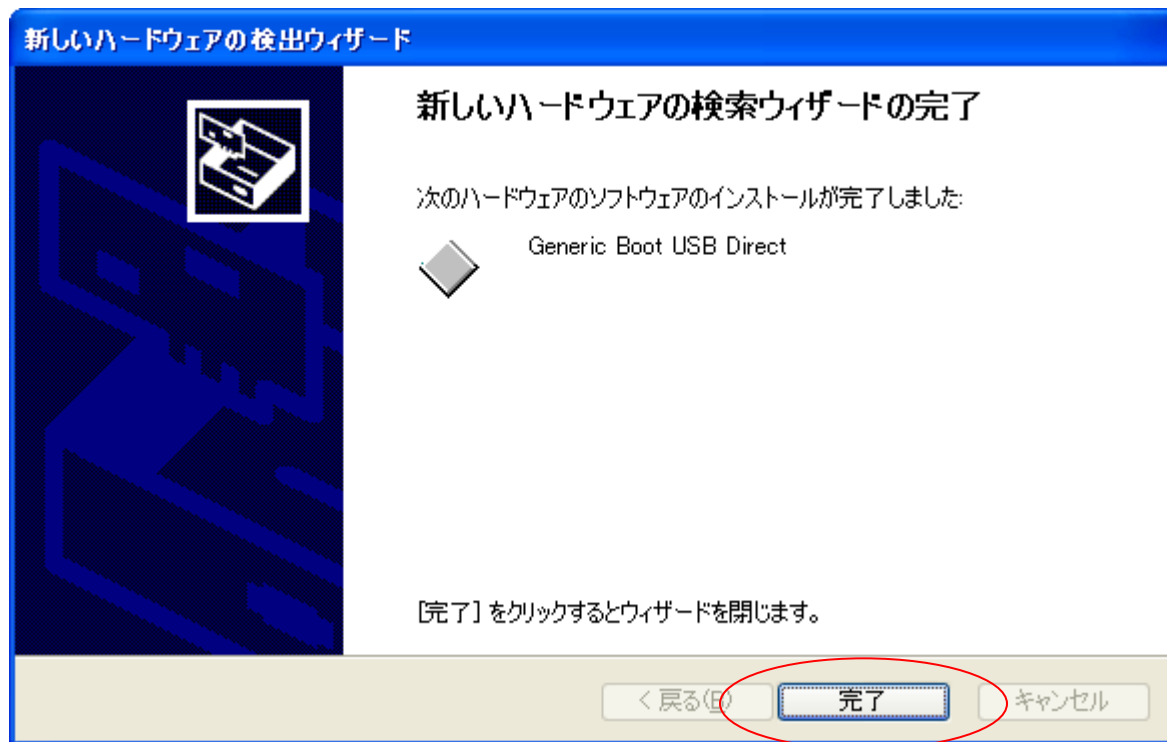 新しいハードウェアの検出ウィザード
新しいハードウェアの検索ウィザードの完了
次のハードウェアのソフトウェアのインストールが完了しました:
Generic Boot USB Direct
[完了] をクリックするとウィザードを閉じます。
< 戻る(B) 完了 キャンセル